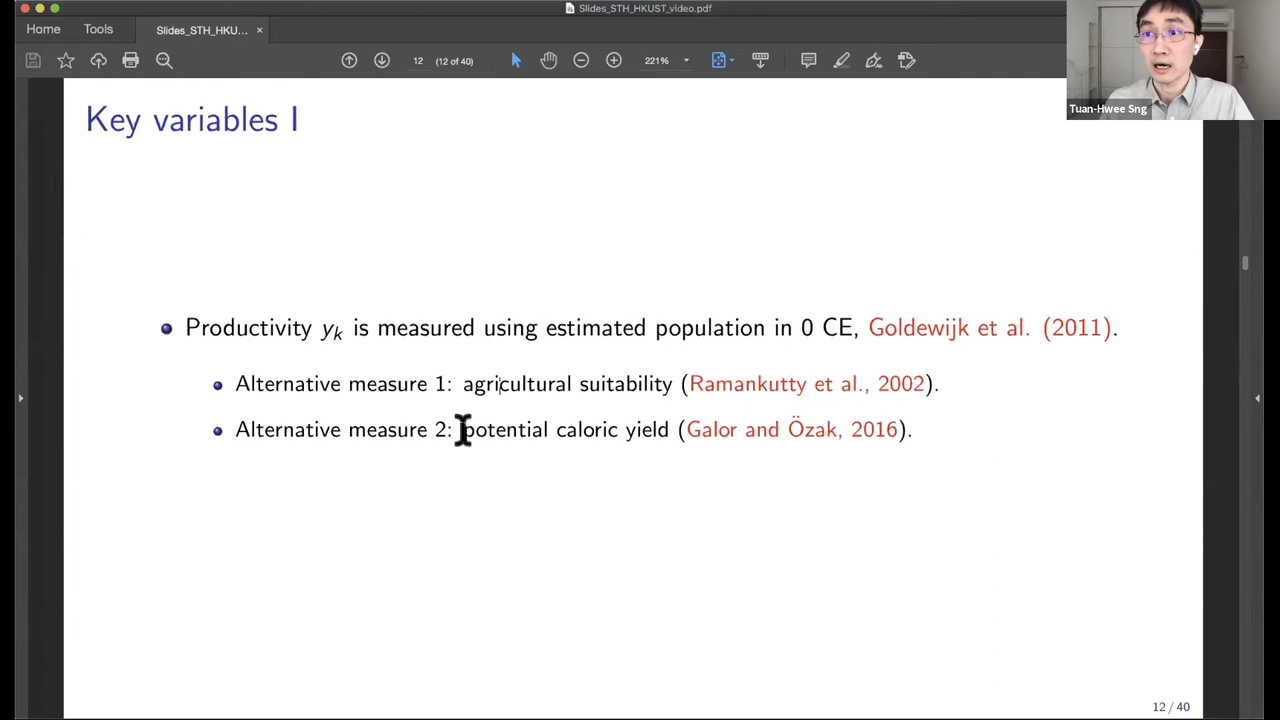 Slides_STH_HKUST_video.pdf
Home Tools Slides_STH_HKU... ×
12 (12 of 40) 221%
Tuan-Hwee Sng
Key variables I
Productivity yk is measured using estimated population in 0 CE, Goldewijk et al. (2011).
Alternative measure 1: agricultural suitability (Ramankutty et al., 2002).
Alternative measure 2: potential caloric yield (Galor and Özak, 2016).
12 / 40